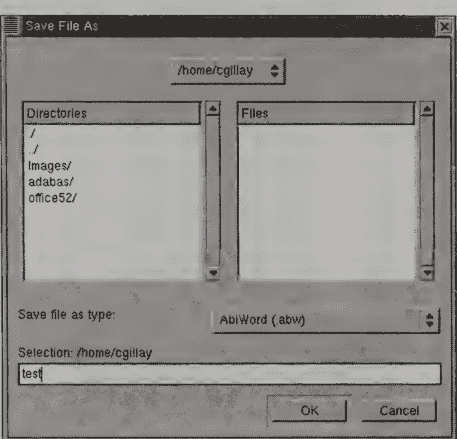 Save File As
/home/cgillay
Directories
Files
./
../
Images/
adabas/
office52/
Save file as type:
AbiWord (.abw)
Selection: /home/cgillay
test
OK
Cancel